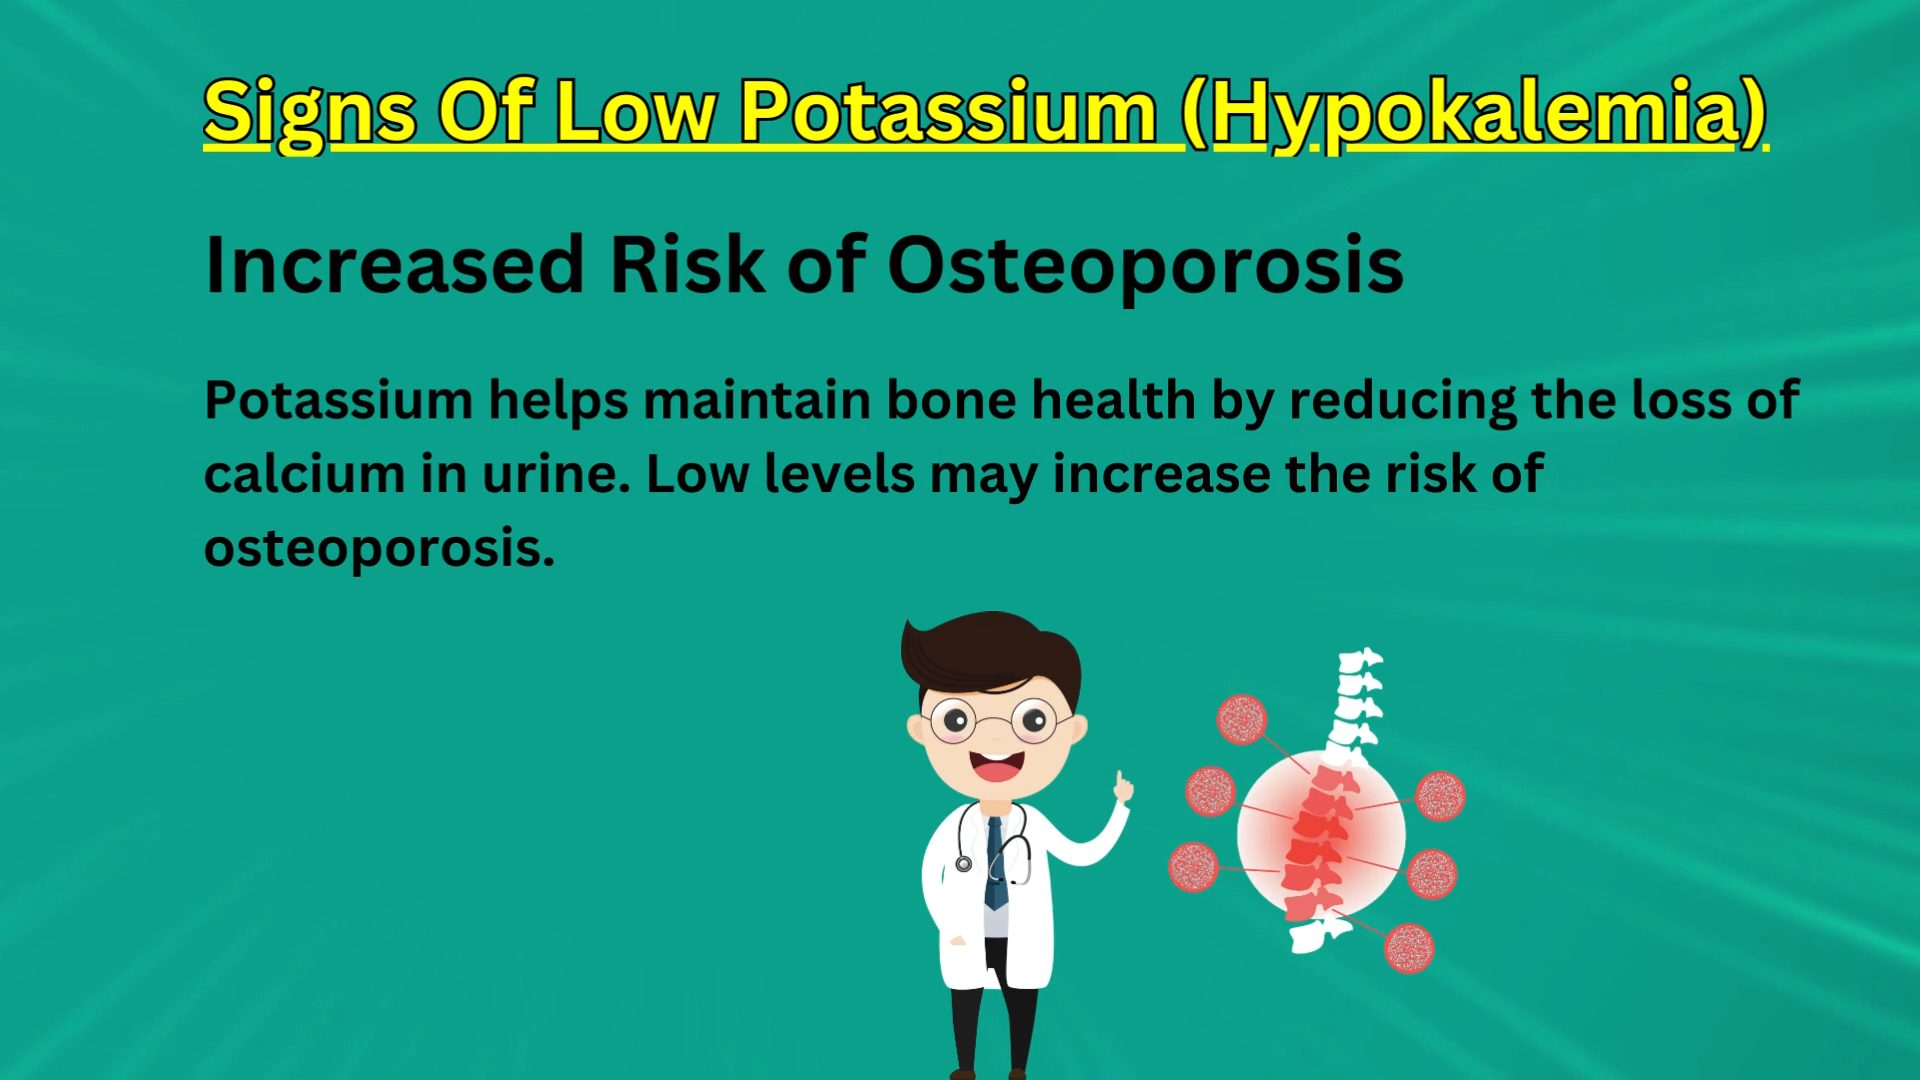 Signs Of Low Potassium (Hypokalemia)
Increased Risk of Osteoporosis
Potassium helps maintain bone health by reducing the loss of
calcium in urine. Low levels may increase the risk of
osteoporosis.